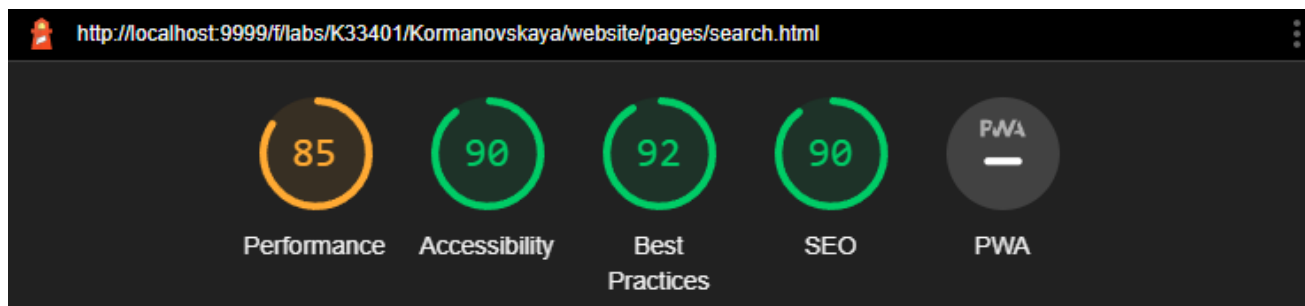 http://localhost:9999/f/labs/K33401/Kormanovskaya/website/pages/search.html
85 90 92 90 PWA
Performance Accessibility Best Practices SEO PWA